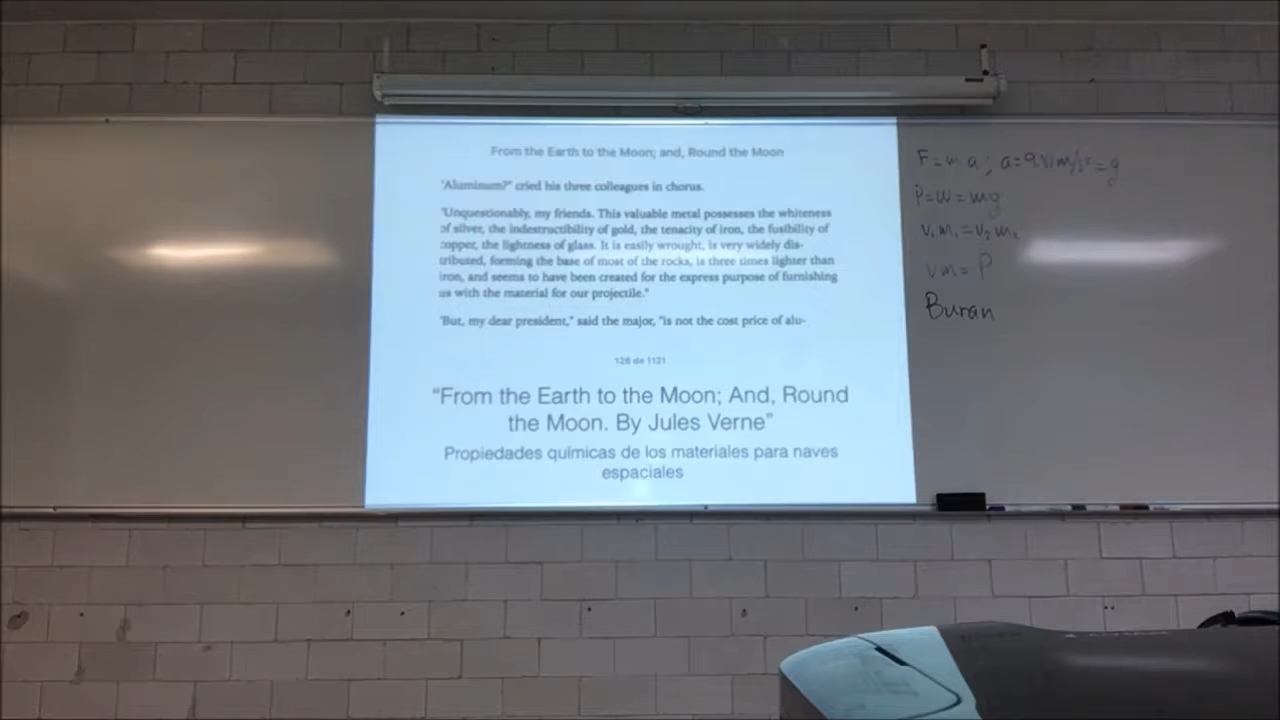 From the Earth to the Moon; and, Round the Moon
"Aluminum?" cried his three colleagues in chorus.
"Unquestionably, my friends. This valuable metal possesses the whiteness
of silver, the indestructibility of gold, the tenacity of iron, the fusibility of
copper, the lightness of glass. It is easily wrought, is very widely dis-
tributed, forming the base of most of the rocks, is three times lighter than
iron, and seems to have been created for the express purpose of furnishing
us with the material for our projectile."
"But, my dear president," said the major, "is not the cost price of alu-
128 de 1121
"From the Earth to the Moon; And, Round
the Moon. By Jules Verne"
Propiedades químicas de los materiales para naves
espaciales
F=m a; a=9.81m/s²=g
P=W=mg
V₁m₁=V₂m₂
vm=P
Buran